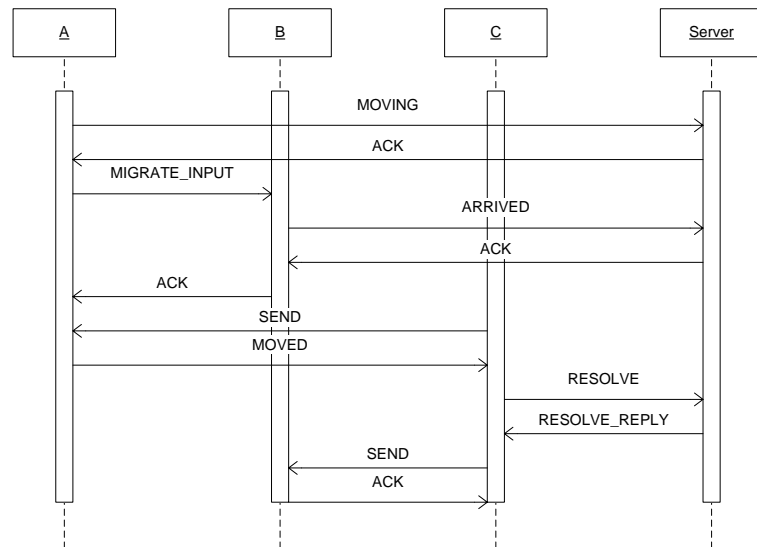 A
B
C
Server
MOVING
ACK
MIGRATE_INPUT
ARRIVED
ACK
ACK
SEND
MOVED
RESOLVE
RESOLVE_REPLY
SEND
ACK